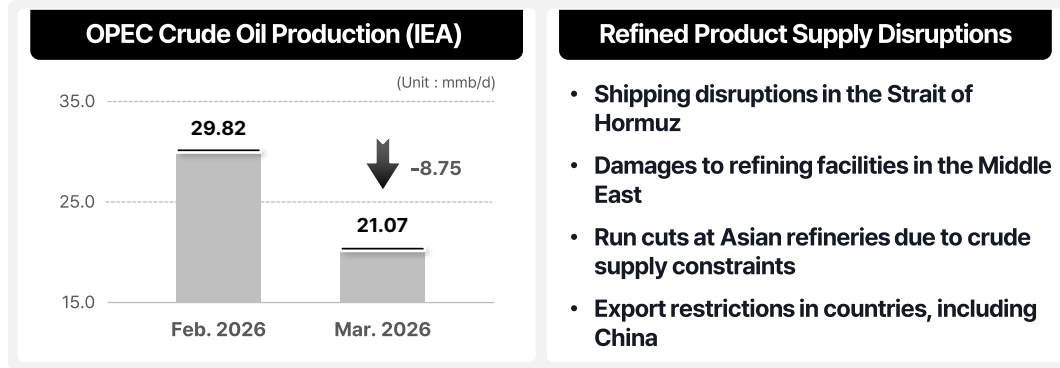 OPEC Crude Oil Production (IEA)
(Unit : mmb/d)
35.0
29.82
-8.75
25.0
21.07
15.0
Feb. 2026
Mar. 2026
Refined Product Supply Disruptions
• Shipping disruptions in the Strait of
Hormuz
• Damages to refining facilities in the Middle
East
• Run cuts at Asian refineries due to crude
supply constraints
• Export restrictions in countries, including
China